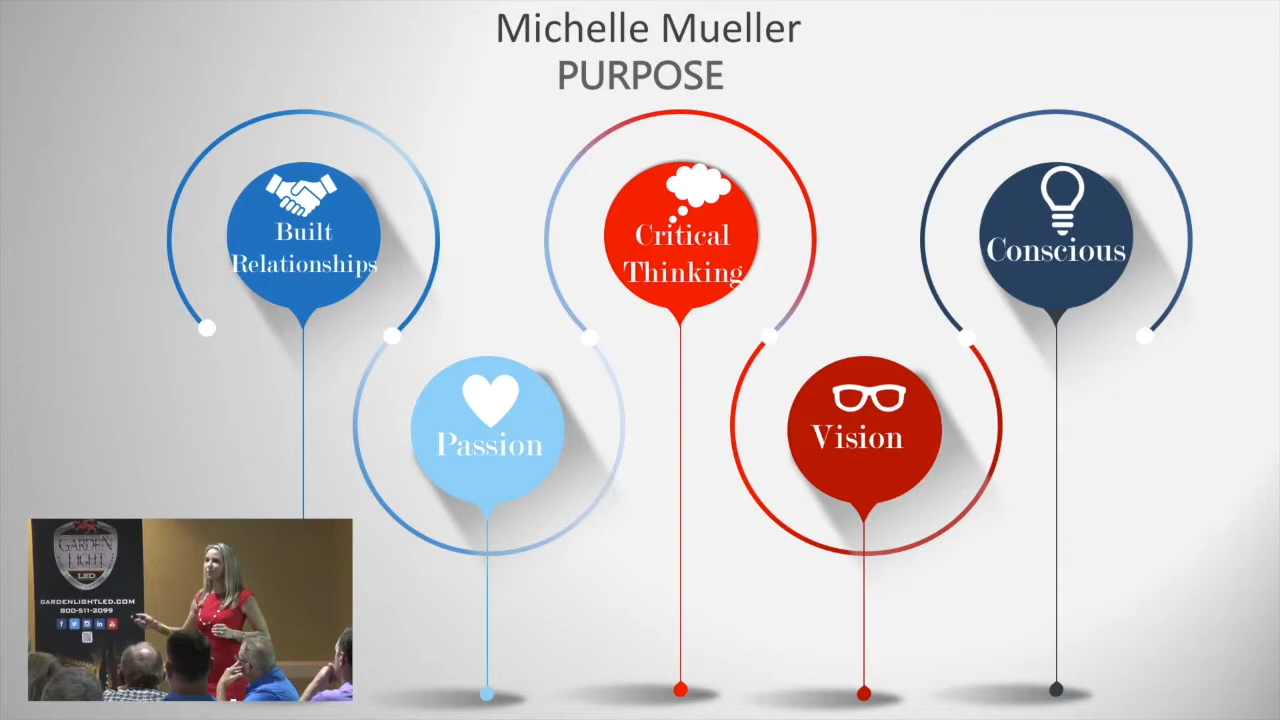 Michelle Mueller
PURPOSE
Built
Relationships
Critical
Thinking
Conscious
Passion
Vision
GARDEN
LIGHT
LED
GARDENLIGHTLED.COM
800-511-2099